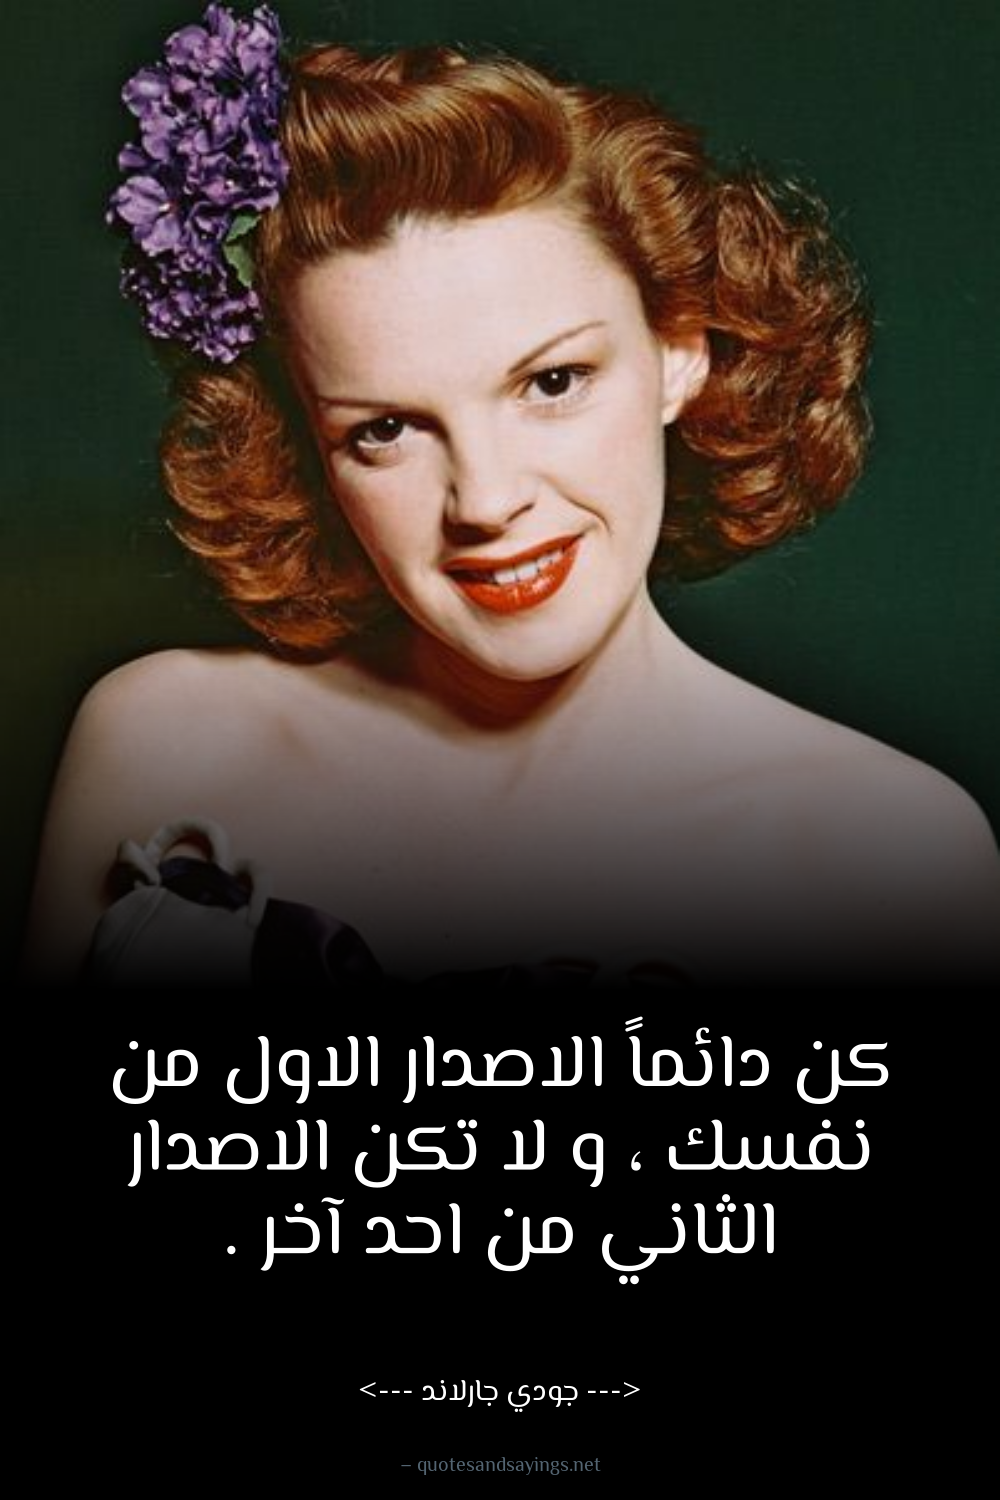 كن دائماً الاصدار الاول من
نفسك ، و لا تكن الاصدار
الثاني من احد آخر .
<--- جودي جارلاند --->
– quotesandsayings.net